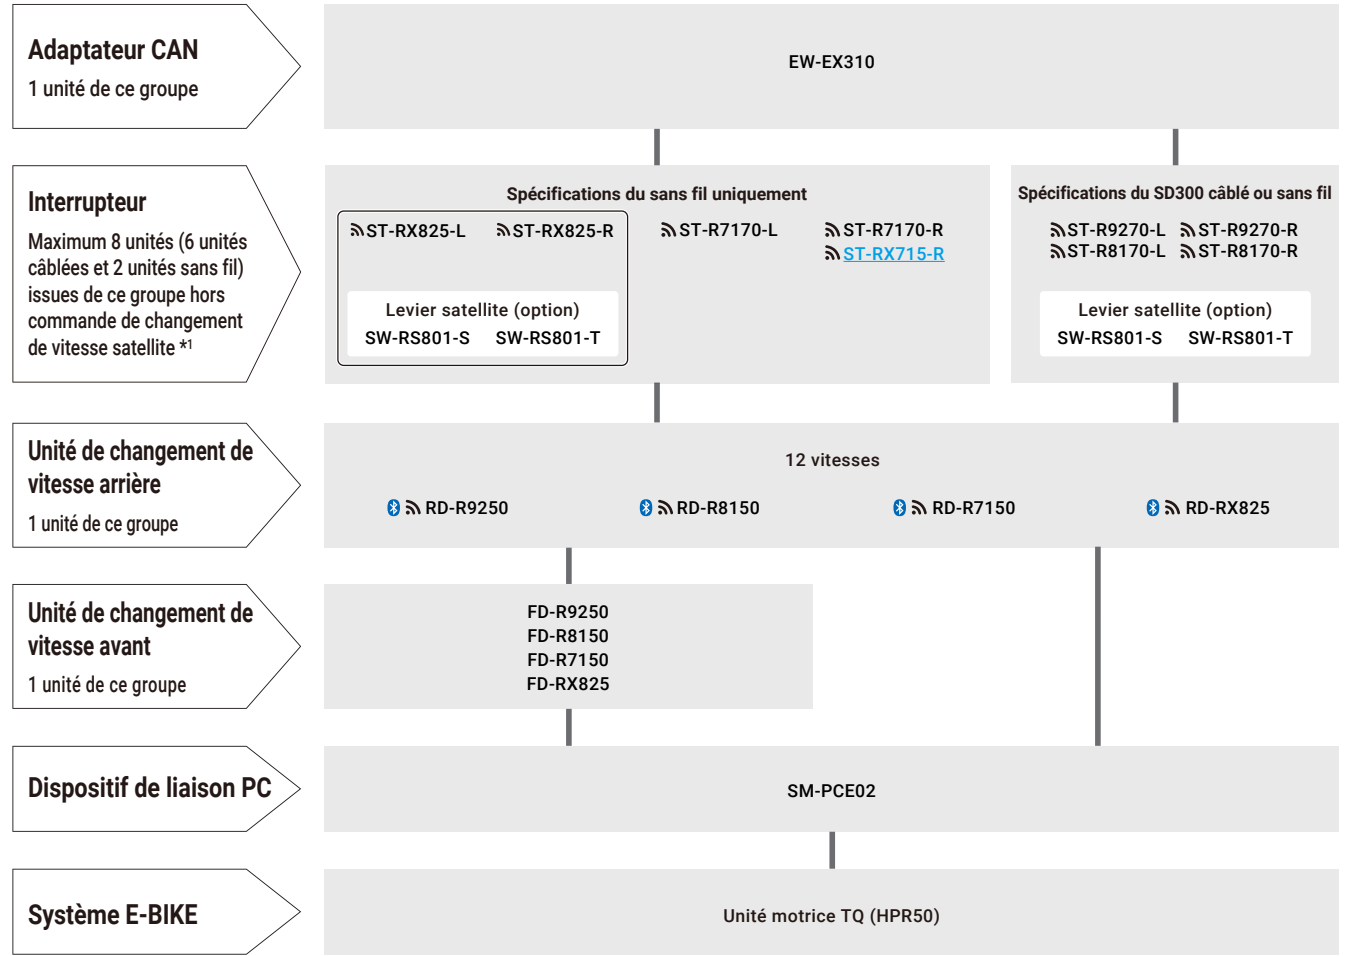 Adaptateur CAN
1 unité de ce groupe
EW-EX310
Interrupteur
Maximum 8 unités (6 unités
câblées et 2 unités sans fil)
issues de ce groupe hors
commande de changement
de vitesse satellite *1
Spécifications du sans fil uniquement
ST-RX825-L ST-RX825-R ST-R7170-L ST-R7170-R
ST-RX715-R
Levier satellite (option)
SW-RS801-S SW-RS801-T
Spécifications du SD300 câblé ou sans fil
ST-R9270-L ST-R9270-R
ST-R8170-L ST-R8170-R
Levier satellite (option)
SW-RS801-S SW-RS801-T
Unité de changement de
vitesse arrière
1 unité de ce groupe
12 vitesses
RD-R9250 RD-R8150 RD-R7150 RD-RX825
Unité de changement de
vitesse avant
1 unité de ce groupe
FD-R9250
FD-R8150
FD-R7150
FD-RX825
Dispositif de liaison PC
SM-PCE02
Système E-BIKE
Unité motrice TQ (HPR50)